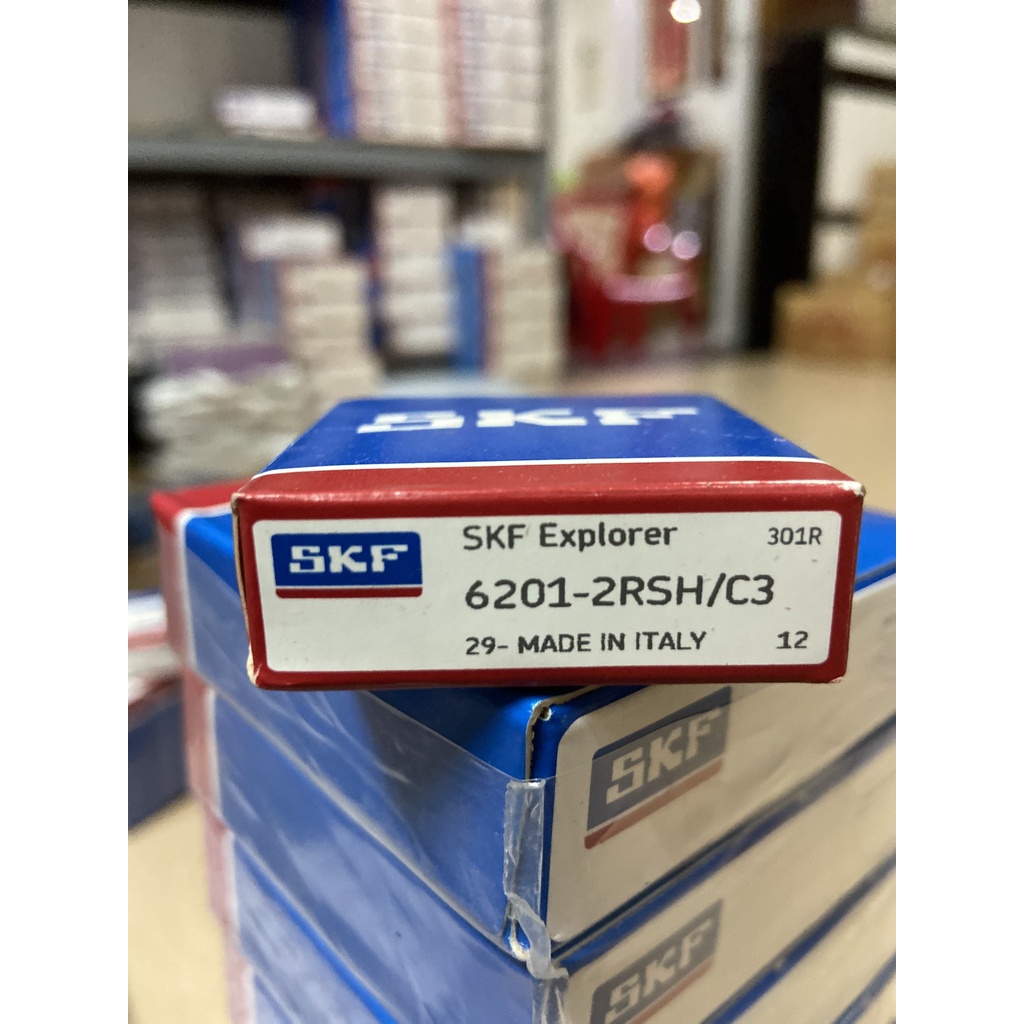 SKF
SKF
SKF Explorer 301R
6201-2RSH/C3
29- MADE IN ITALY 12
SKF
SKF